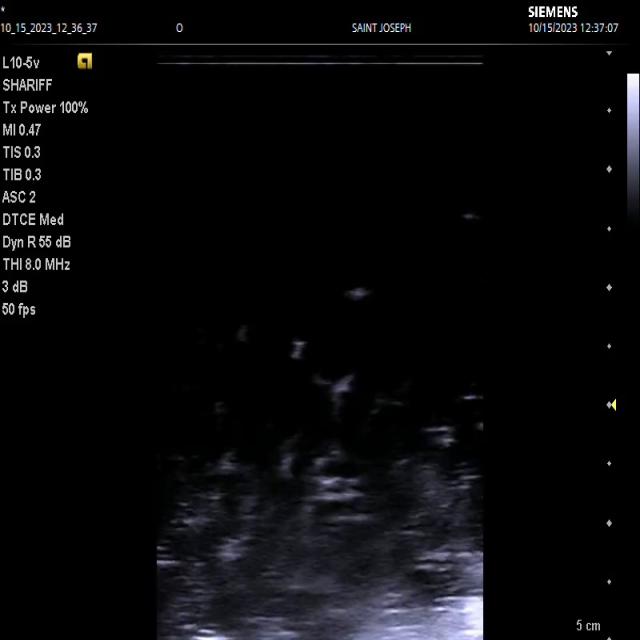 *
SIEMENS
10_15_2023_12_36_37 O SAINT JOSEPH 10/15/2023 12:37:07
L10-5v
SHARIFF
Tx Power 100%
MI 0.47
TIS 0.3
TIB 0.3
ASC 2
DTCE Med
Dyn R 55 dB
THI 8.0 MHz
3 dB
50 fps
5 cm